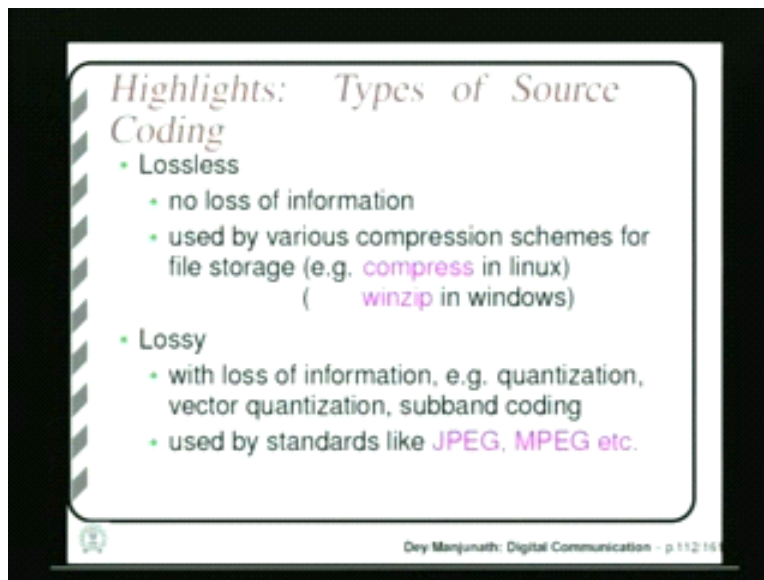 Highlights: Types of Source
Coding
• Lossless
• no loss of information
• used by various compression schemes for
file storage (e.g. compress in linux)
( winzip in windows)
• Lossy
• with loss of information, e.g. quantization,
vector quantization, subband coding
• used by standards like JPEG, MPEG etc.
Dey Manjunath: Digital Communication - p.112/161